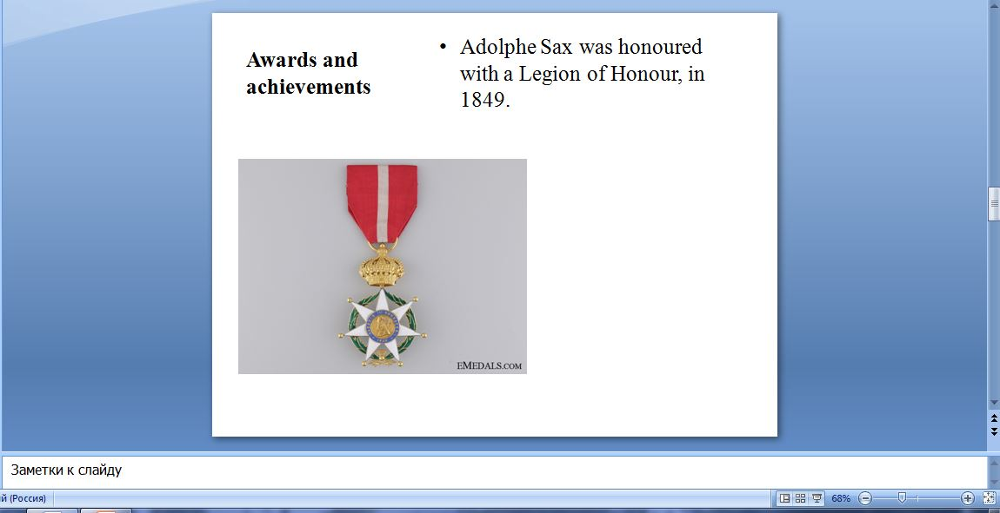 Awards and
achievements
• Adolphe Sax was honoured
with a Legion of Honour, in
1849.
EMEDALS.COM
Заметки к слайду
й (Россия)
68%